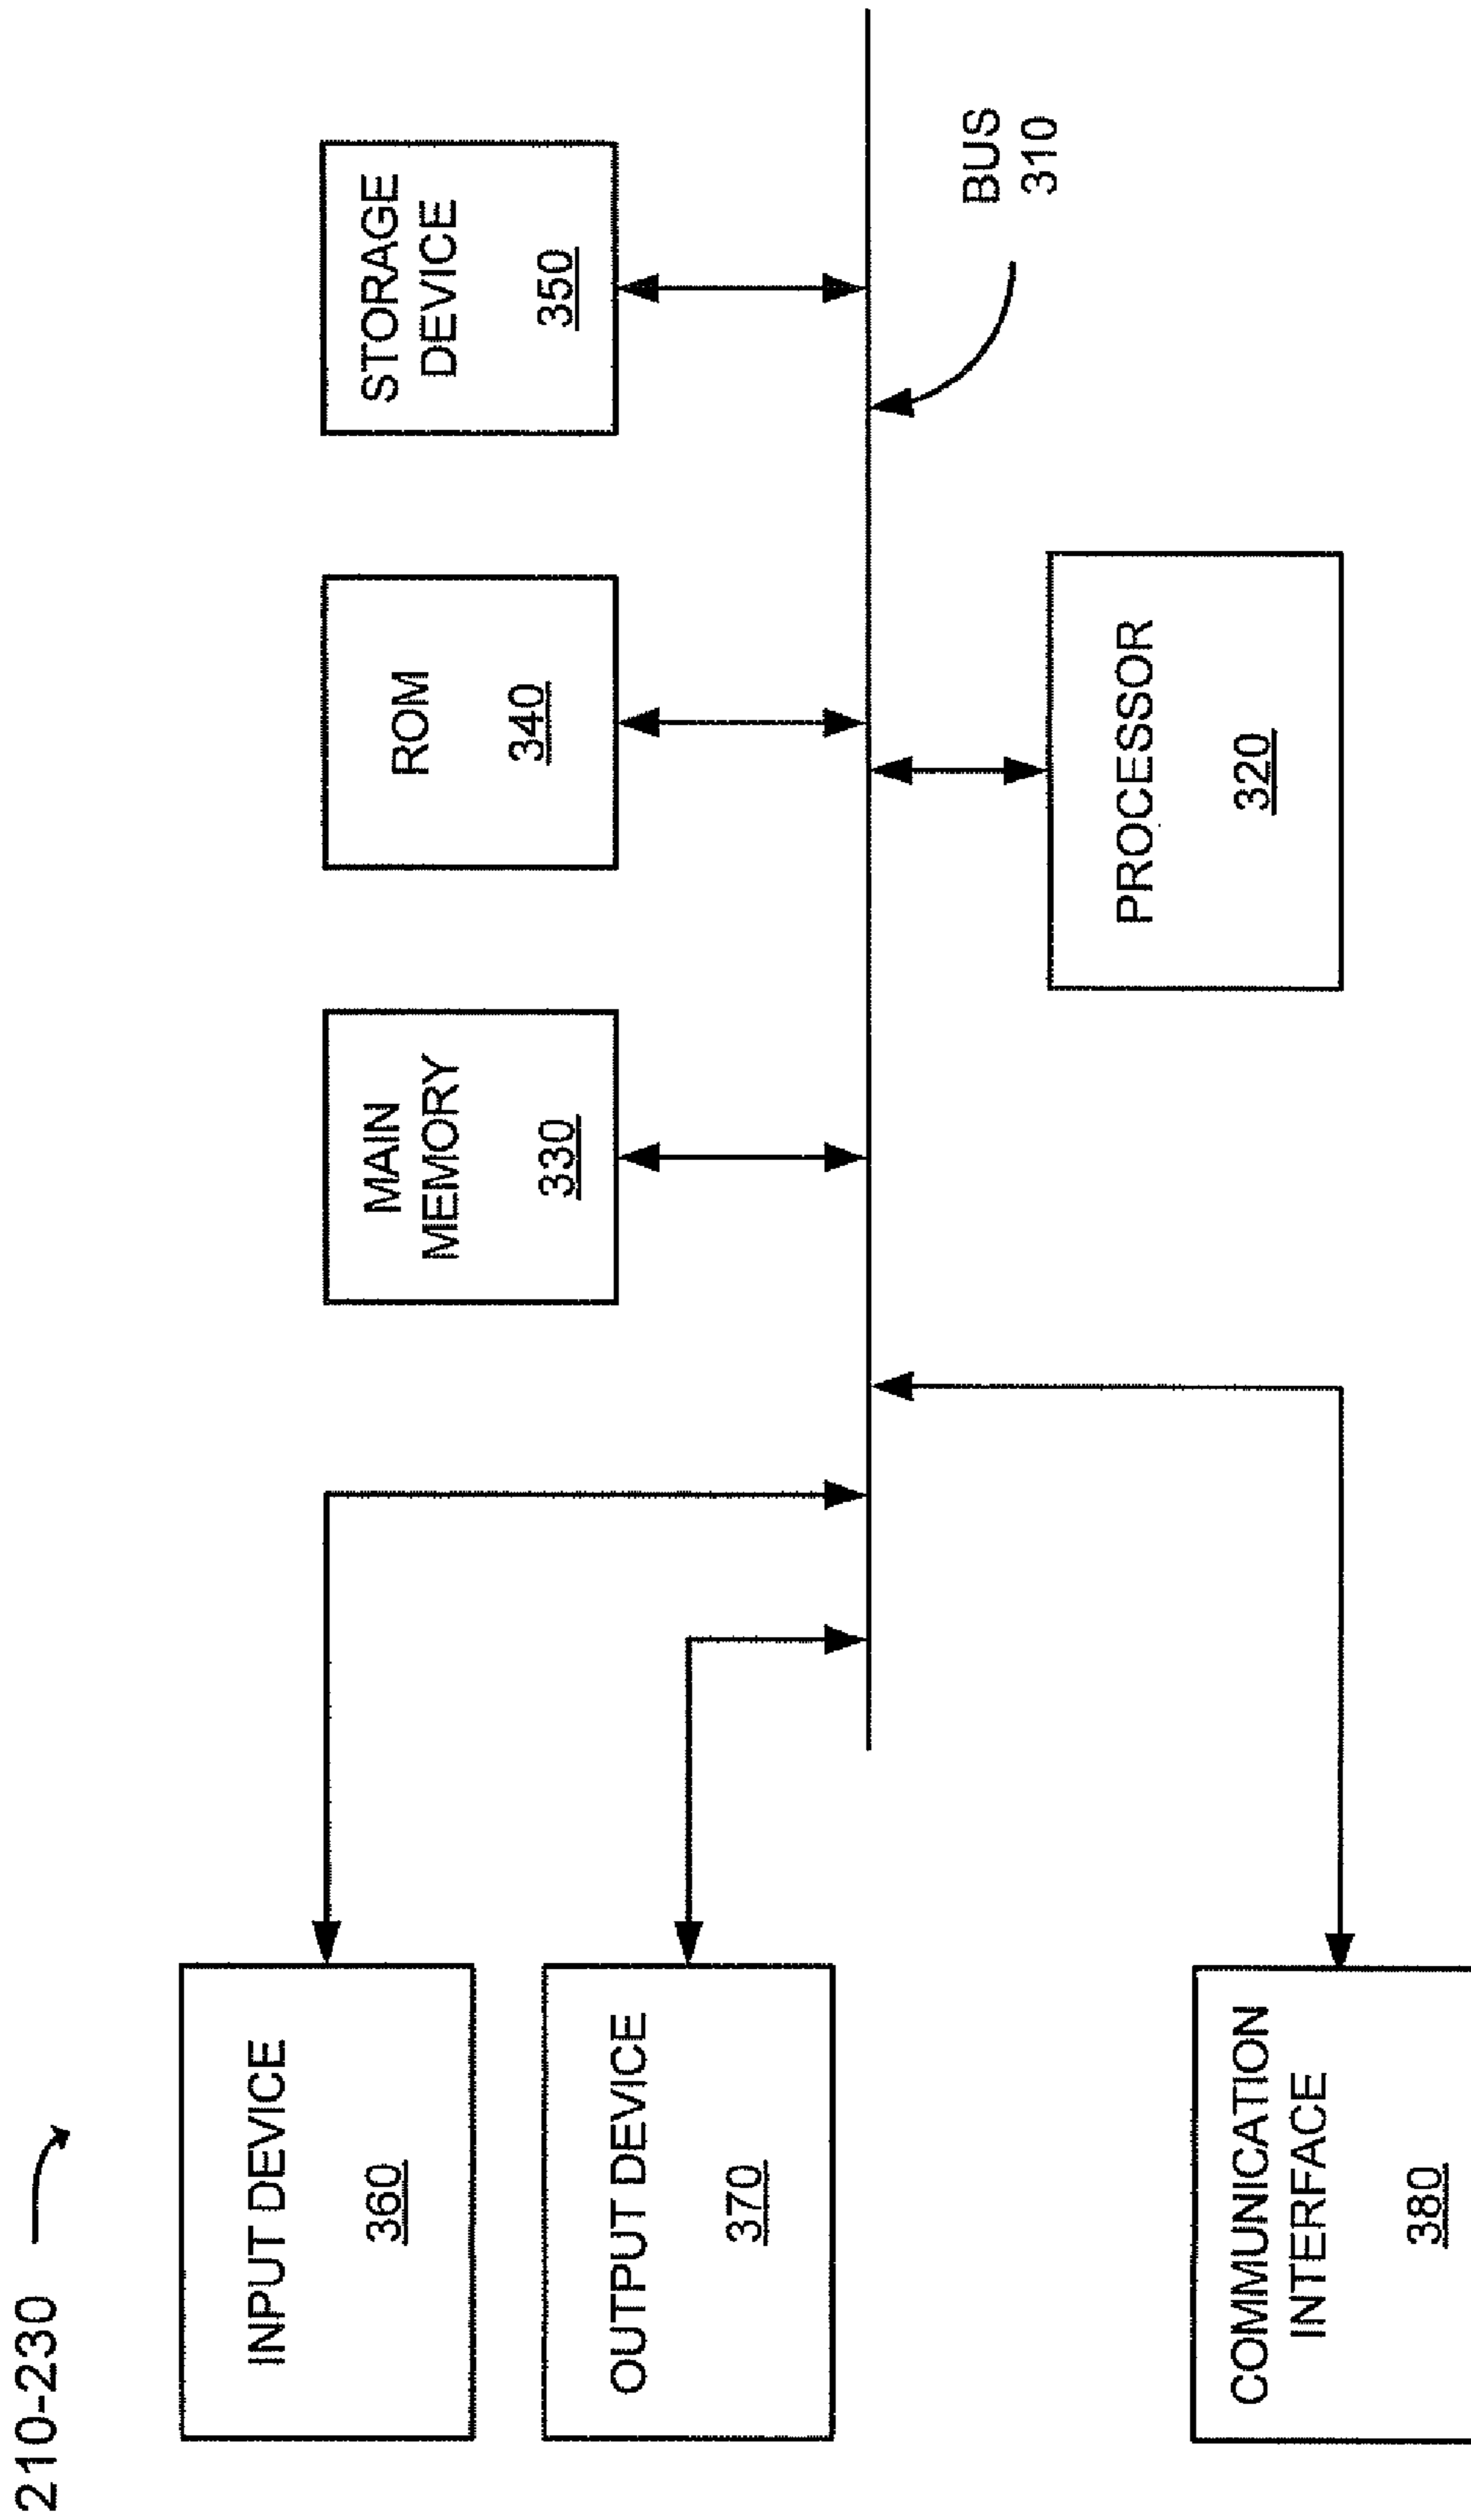 210-230
INPUT DEVICE
360
OUTPUT DEVICE
370
COMMUNICATION
INTERFACE
380
MAIN
MEMORY
330
ROM
340
STORAGE
DEVICE
350
PROCESSOR
320
BUS
310